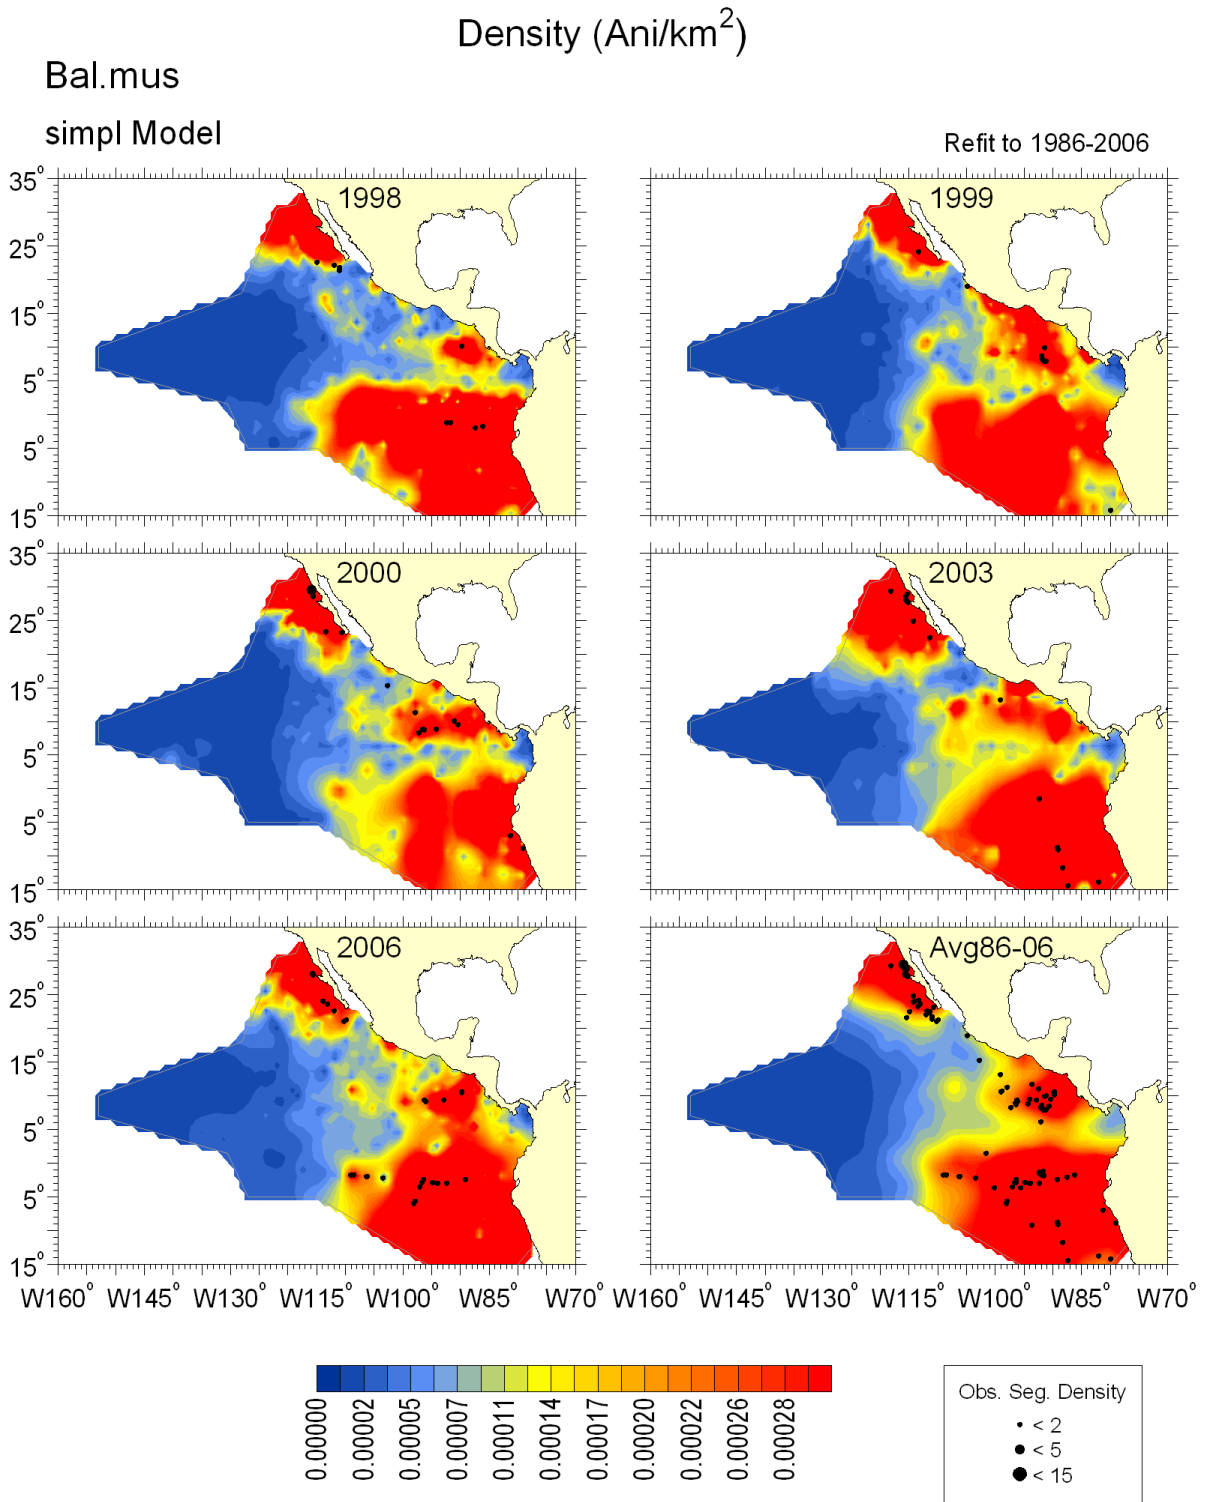 Density (Ani/km²)
Bal.mus
simpl Model
Refit to 1986-2006
35° 1998 1999
25°
15°
5°
5°
15°
35° 2000 2003
25°
15°
5°
5°
15°
35° 2006 Avg86-06
25°
15°
5°
5°
15°
W160° W145° W130° W115° W100° W85° W70° W160° W145° W130° W115° W100° W85° W70°
0.00000 0.00002 0.00005 0.00007 0.00011 0.00014 0.00017 0.00020 0.00022 0.00026 0.00028
Obs. Seg. Density
< 2
< 5
< 15